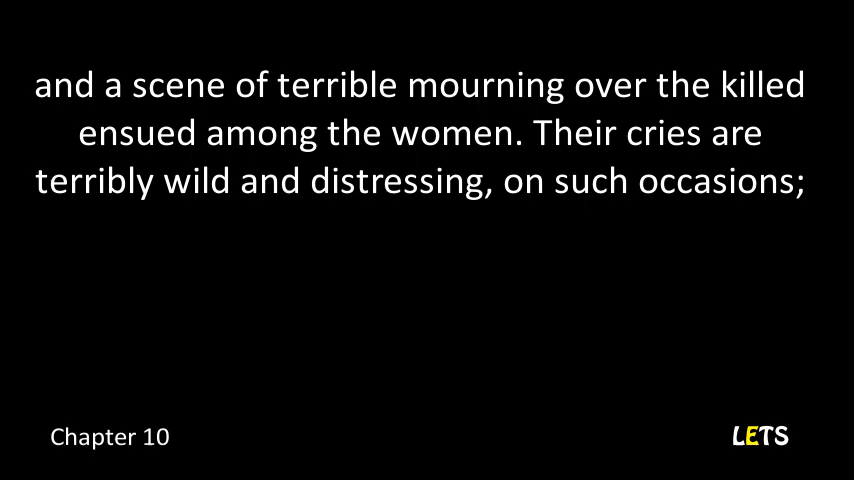 and a scene of terrible mourning over the killed
ensued among the women. Their cries are
terribly wild and distressing, on such occasions;
Chapter 10
LETS